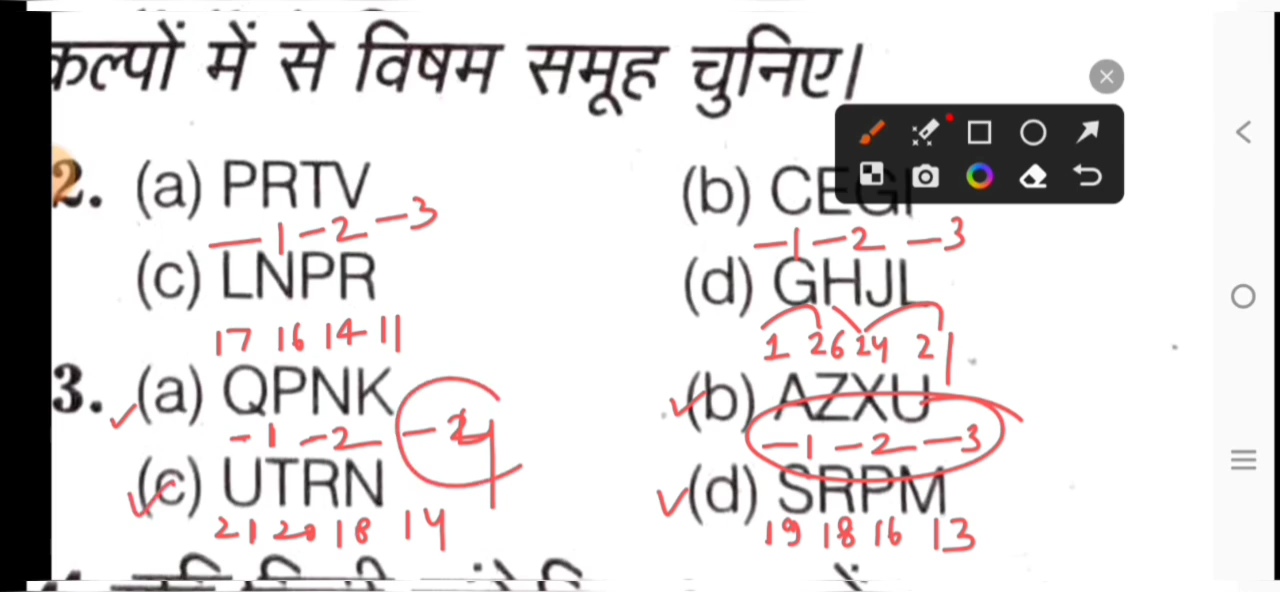 कल्पों में से विषम समूह चुनिए।
2. (a) PRTV (b) CEGI
-1 -2 -3 -1 -2 -3
(c) LNPR (d) GHJL
17 16 14 11 1 26 24 21
3. (a) QPNK (b) AZXU
-1 -2 -4 -1 -2 -3
(c) UTRN (d) SRPM
21 20 18 14 19 18 16 13